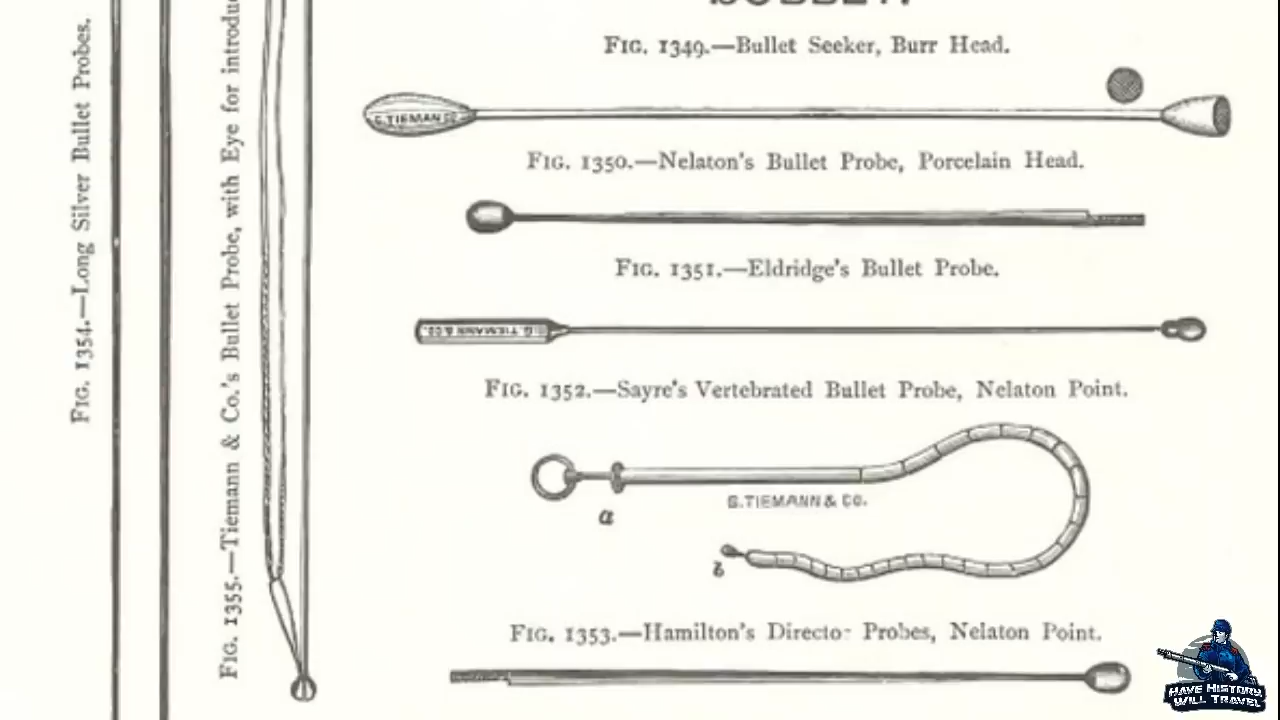 FIG. 1354.—Long Silver Bullet Probes.
FIG. 1355.—Tiemann & Co.'s Bullet Probe, with Eye for
FIG. 1349.—Bullet Seeker, Burr Head.
G. TIEMAN Co
FIG. 1350.—Nelaton's Bullet Probe, Porcelain Head.
FIG. 1351.—Eldridge's Bullet Probe.
G. TIEMANN & CO.
FIG. 1352.—Sayre's Vertebrated Bullet Probe, Nelaton Point.
a
G. TIEMANN & CO.
b
FIG. 1353.—Hamilton's Director Probes, Nelaton Point.
HAVE HISTORY
WILL TRAVEL